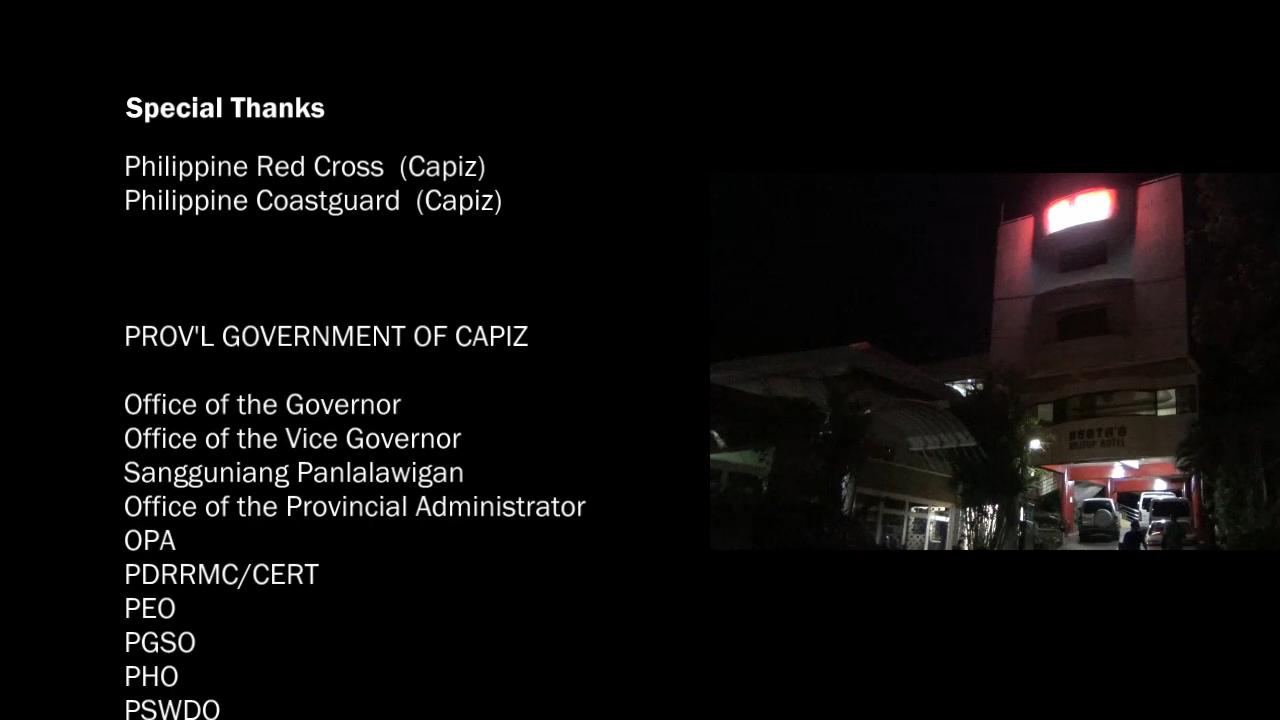 Special Thanks
Philippine Red Cross (Capiz)
Philippine Coastguard (Capiz)
PROV'L GOVERNMENT OF CAPIZ
Office of the Governor
Office of the Vice Governor
Sangguniang Panlalawigan
Office of the Provincial Administrator
OPA
PDRRMC/CERT
PEO
PGSO
PHO
PSWDO
HOTEL